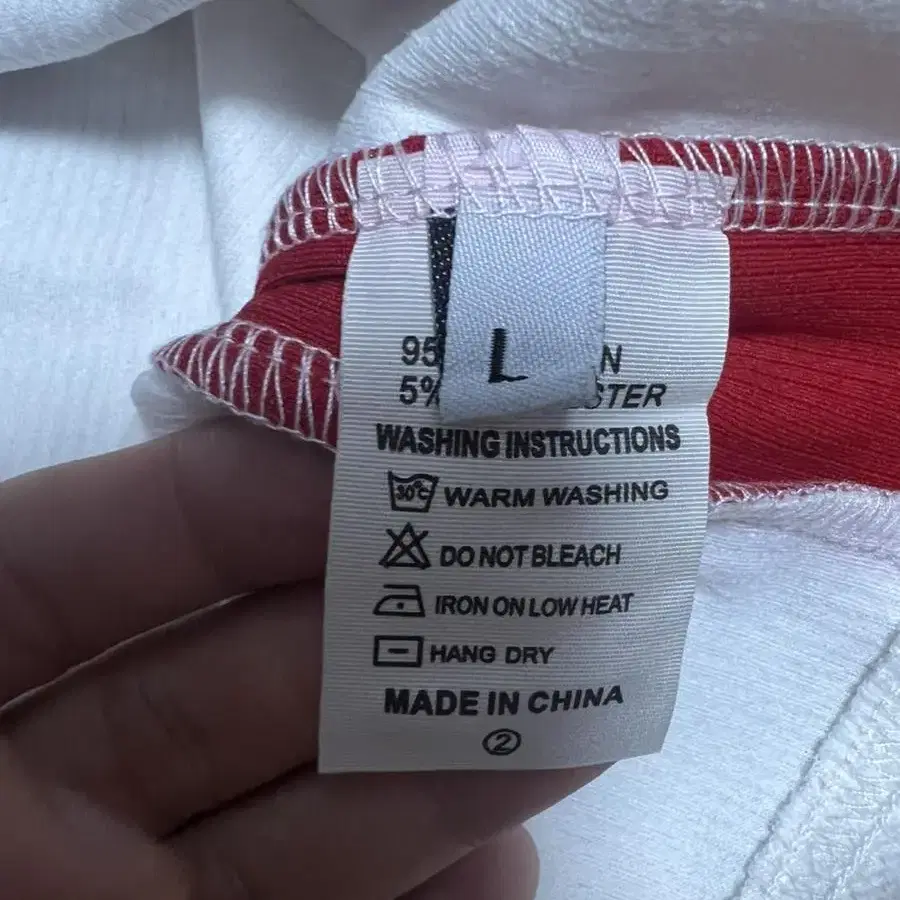 L
95 N
5% STER
WASHING INSTRUCTIONS
30°C WARM WASHING
DO NOT BLEACH
IRON ON LOW HEAT
HANG DRY
MADE IN CHINA
②